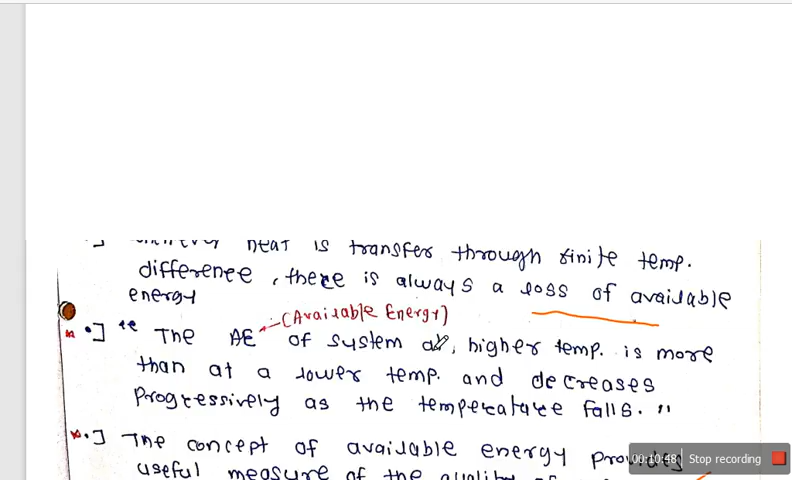 heat is transfer through finite temp.
difference, there is always a loss of available
energy
(Available Energy)
•] "The AE of system at, higher temp. is more
than at a lower temp. and decreases
Progressively as the temperature falls."
•] The concept of available energy provides
useful measure of the quality of
00:10:48 Stop recording